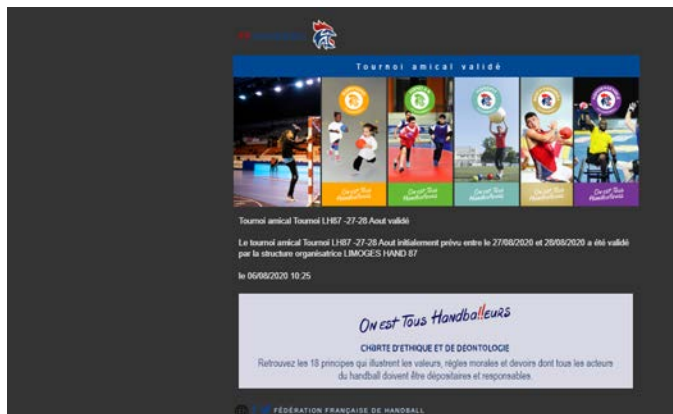 Tournoi amical validé
On est Tous
Handballeurs
On est Tous
Handballeurs
On est Tous
Handballeurs
On est Tous
Handballeurs
On est Tous
Handballeurs
Tournoi amical Tournoi LH87 -27-28 Aout validé
Le tournoi amical Tournoi LH87 -27-28 Aout initialement prévu entre le 27/08/2020 et 28/08/2020 a été validé
par la structure organisatrice LIMOGES HAND 87
le 06/08/2020 10:25
ON EST TOUS HANDBA!!EURS
CHARTE D'ETHIQUE ET DE DEONTOLOGIE
Retrouvez les 18 principes qui illustrent les valeurs, règles morales et devoirs dont tous les acteurs
du handball doivent être dépositaires et responsables.
FÉDÉRATION FRANÇAISE DE HANDBALL